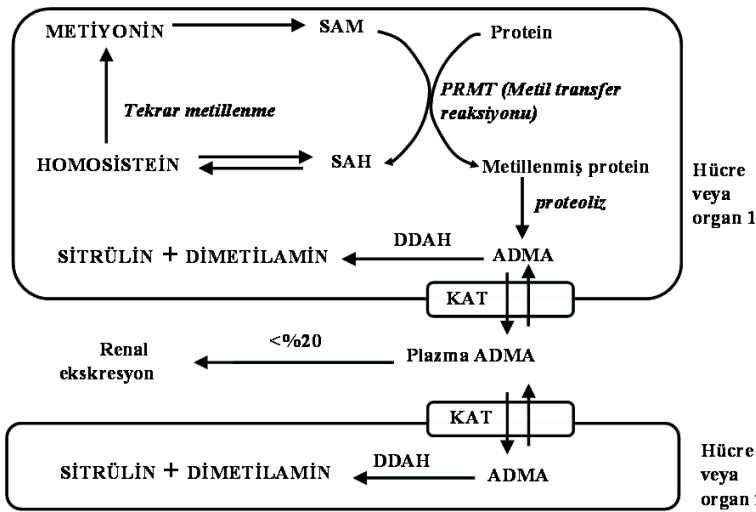 METİYONİN
SAM
Protein
Tekrar metillenme
PRMT (Metil transfer
reaksiyonu)
HOMOSİSTEİN
SAH
Metillenmiş protein
proteoliz
Hücre
veya
organ 1
SİTRÜLİN + DİMETİLAMİN
DDAH
ADMA
KAT
Renal
ekskresyon
<%20
Plazma ADMA
KAT
SİTRÜLİN + DİMETİLAMİN
DDAH
ADMA
Hücre
veya
organ